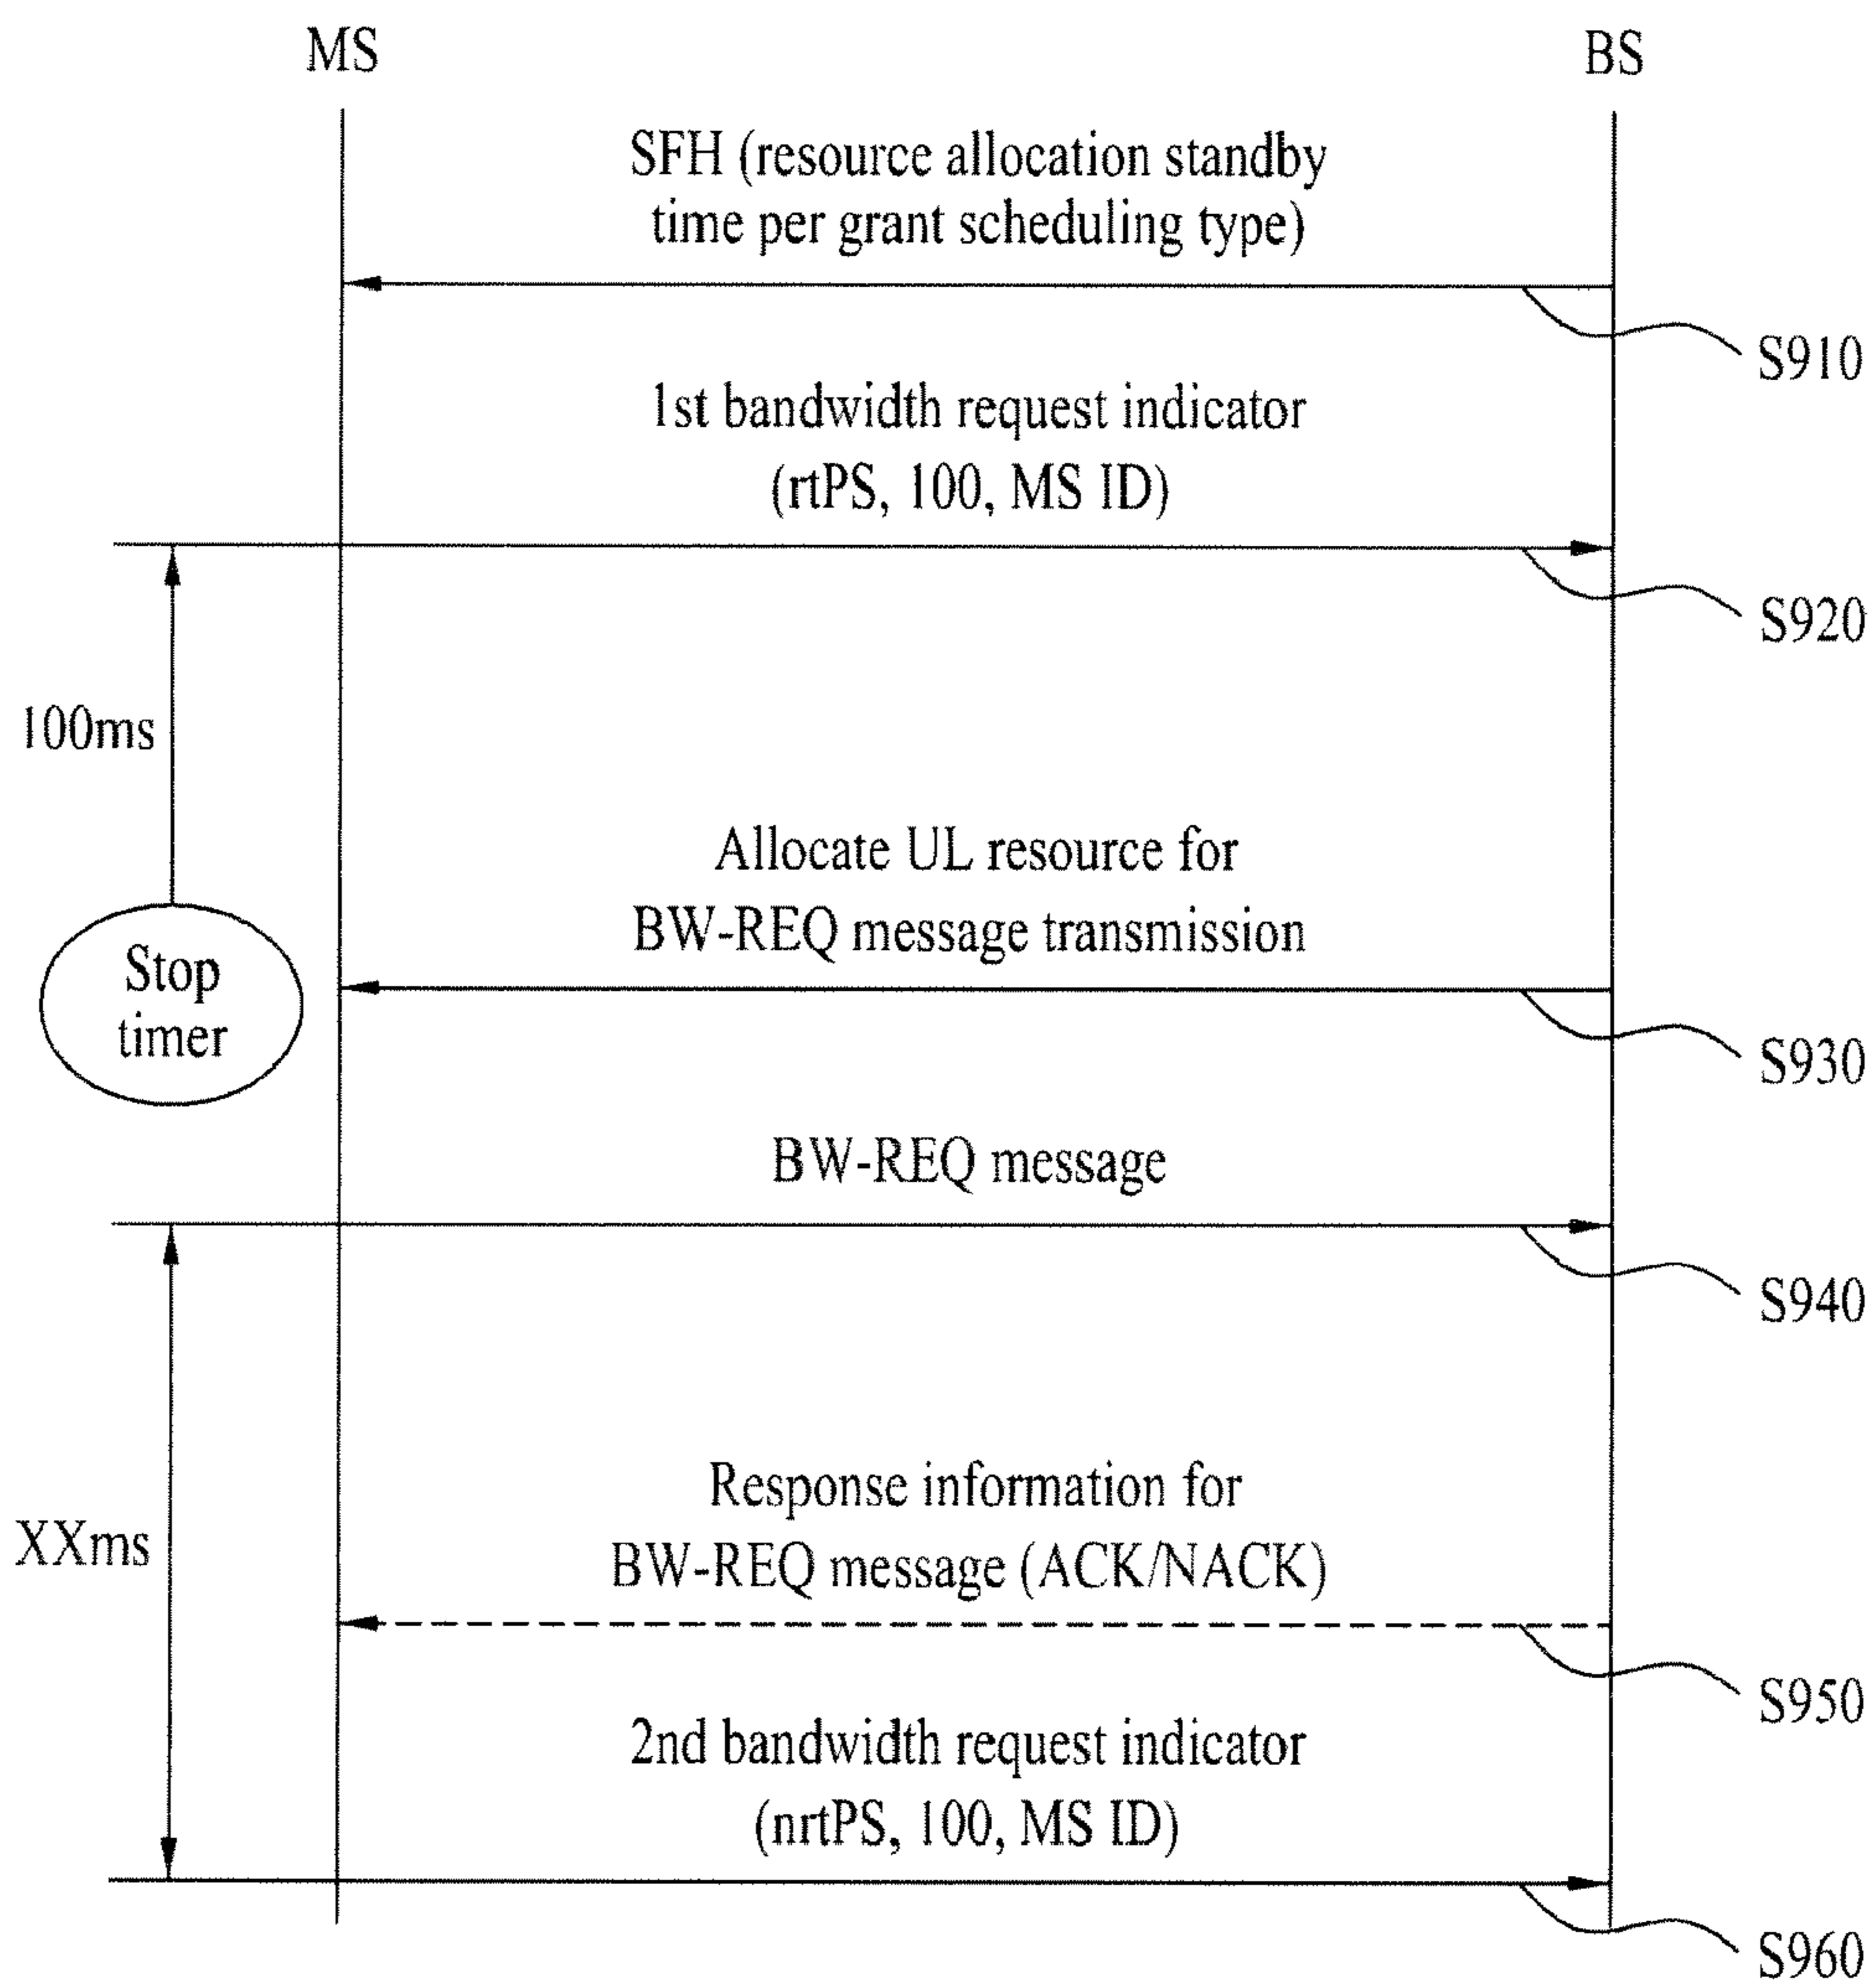 MS
BS
SFH (resource allocation standby
time per grant scheduling type)
S910
1st bandwidth request indicator
(rtPS, 100, MS ID)
S920
100ms
Allocate UL resource for
BW-REQ message transmission
Stop
timer
S930
BW-REQ message
S940
Response information for
XXms
BW-REQ message (ACK/NACK)
S950
2nd bandwidth request indicator
(nrtPS, 100, MS ID)
S960